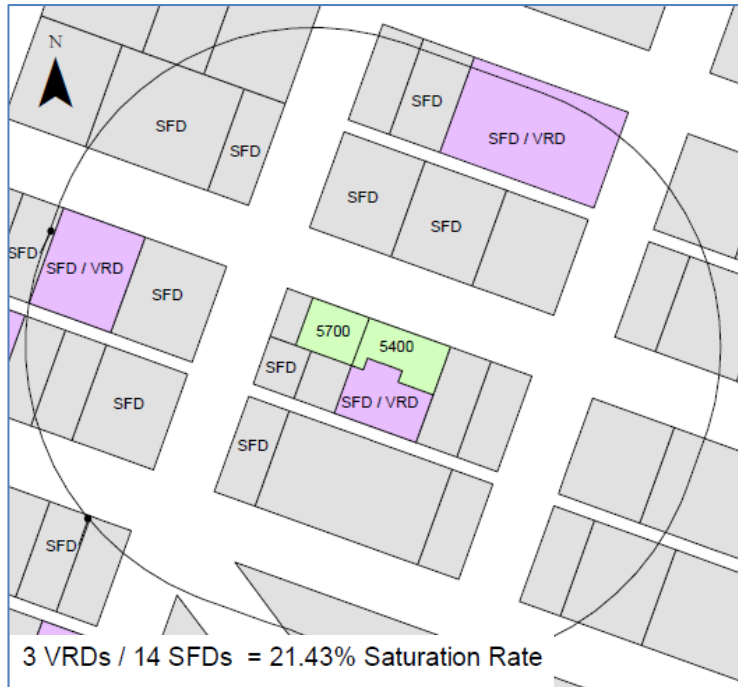 N
SFD
SFD
SFD
SFD / VRD
SFD
SFD
SFD
SFD / VRD
SFD
5700
5400
SFD
SFD / VRD
SFD
SFD
SFD
3 VRDs / 14 SFDs = 21.43% Saturation Rate